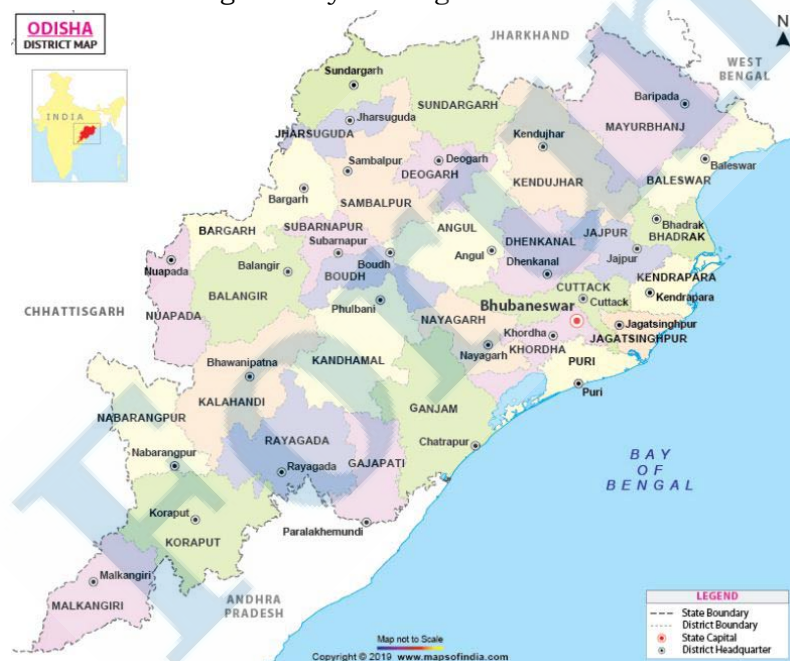 ODISHA
DISTRICT MAP
INDIA
N
JHARKHAND
WEST
BENGAL
Sundargarh
SUNDARGARH
Baripada
MAYURBHANJ
Jharsuguda
JHARSUGUDA
Kendujhar
KENDUJHAR
Sambalpur
Deogarh
DEOGARH
Baleswar
BALESWAR
Bargarh
SAMBALPUR
BARGARH
SUBARNAPUR
Subarnapur
ANGUL
Angul
DHENKANAL
Dhenkanal
JAJPUR
Jajpur
Bhadrak
BHADRAK
Nuapada
NUAPADA
Balangir
BALANGIR
Boudh
BOUDH
KENDRAPARA
Kendrapara
CUTTACK
Cuttack
Phulbani
Bhubaneswar
CHHATTISGARH
NAYAGARH
Nayagarh
Khordha
KHORDHA
Jagatsinghpur
JAGATSINGHPUR
Bhawanipatna
KANDHAMAL
PURI
Puri
KALAHANDI
NABARANGPUR
Nabarangpur
GANJAM
Chatrapur
RAYAGADA
Rayagada
GAJAPATI
BAY
OF
BENGAL
Koraput
KORAPUT
Paralakhemundi
Malkangiri
MALKANGIRI
ANDHRA
PRADESH
LEGEND
State Boundary
District Boundary
State Capital
District Headquarter
Map not to Scale
Copyright © 2019 www.mapsofindia.com